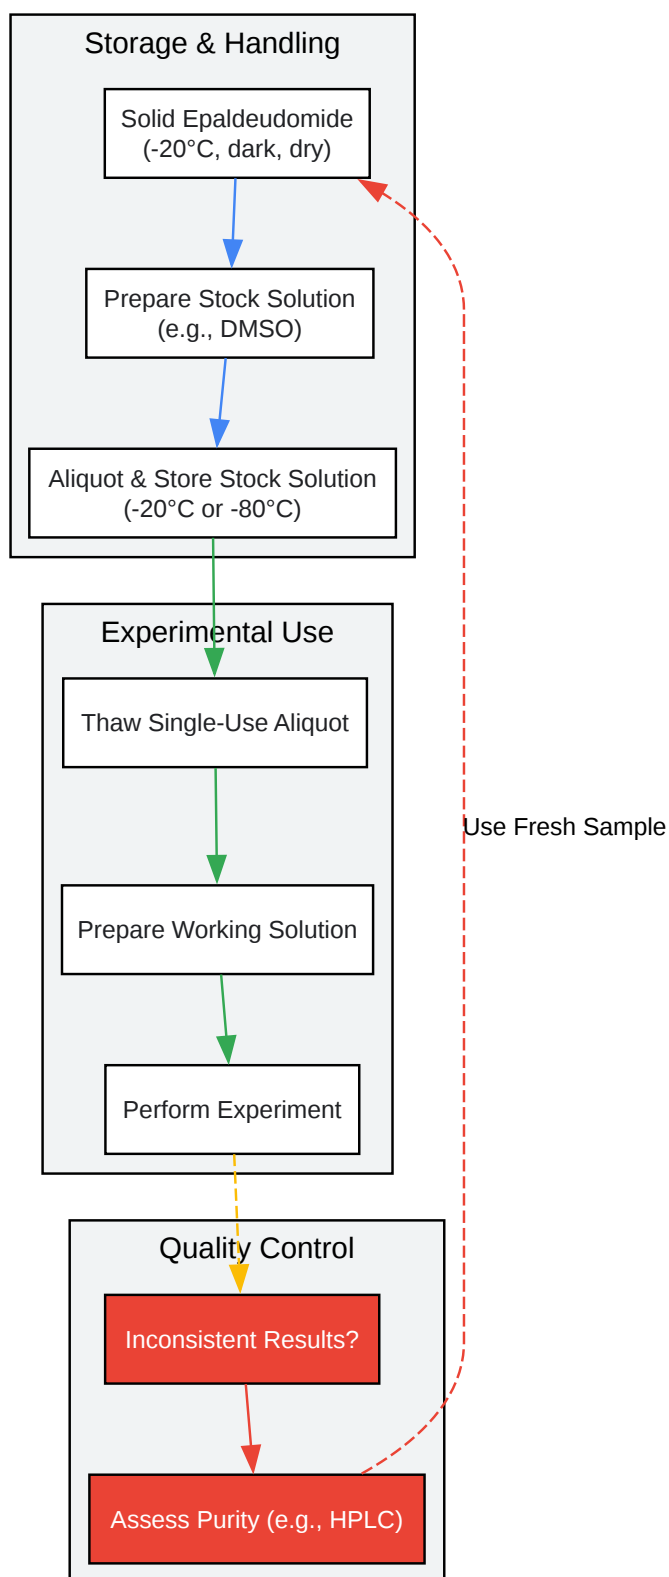 Storage & Handling
Solid Epaldeudomide
(-20°C, dark, dry)
Prepare Stock Solution
(e.g., DMSO)
Aliquot & Store Stock Solution
(-20°C or -80°C)
Experimental Use
Thaw Single-Use Aliquot
Use Fresh Sample
Prepare Working Solution
Perform Experiment
Quality Control
Inconsistent Results?
Assess Purity (e.g., HPLC)